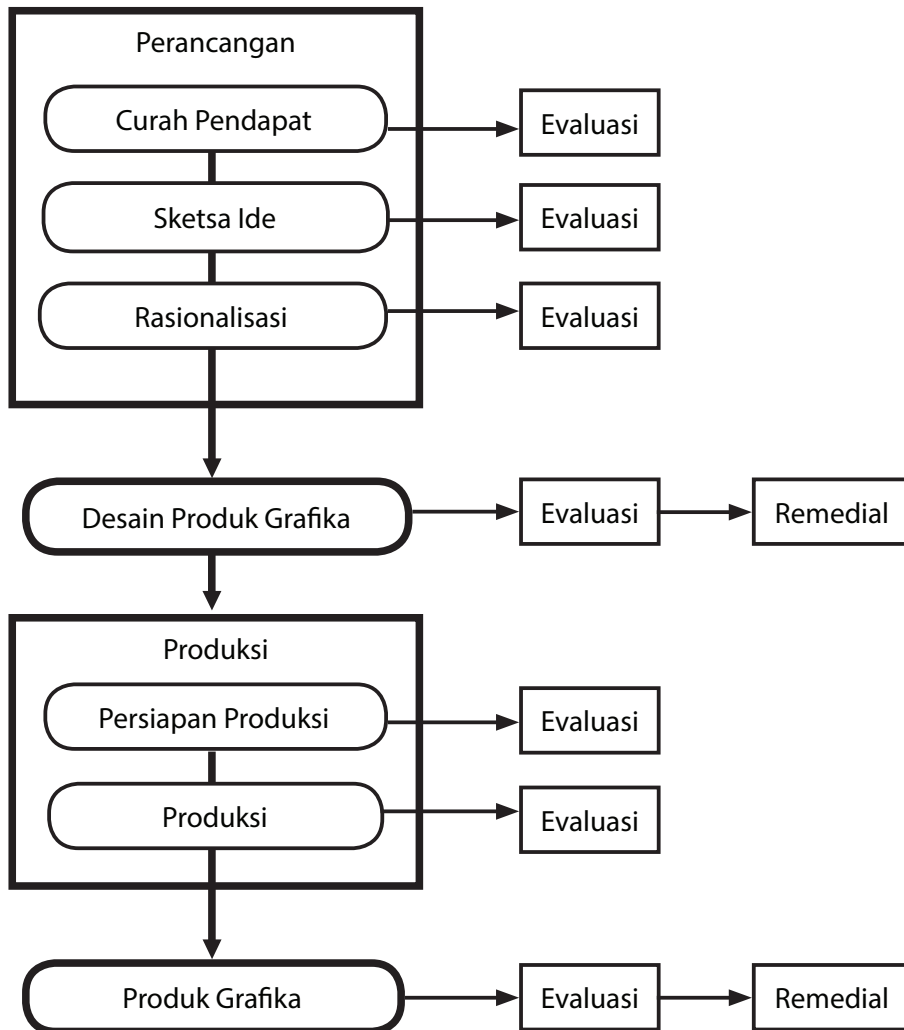 Perancangan
Curah Pendapat
Evaluasi
Sketsa Ide
Evaluasi
Rasionalisasi
Evaluasi
Desain Produk Grafika
Evaluasi
Remedial
Produksi
Persiapan Produksi
Evaluasi
Produksi
Evaluasi
Produk Grafika
Evaluasi
Remedial